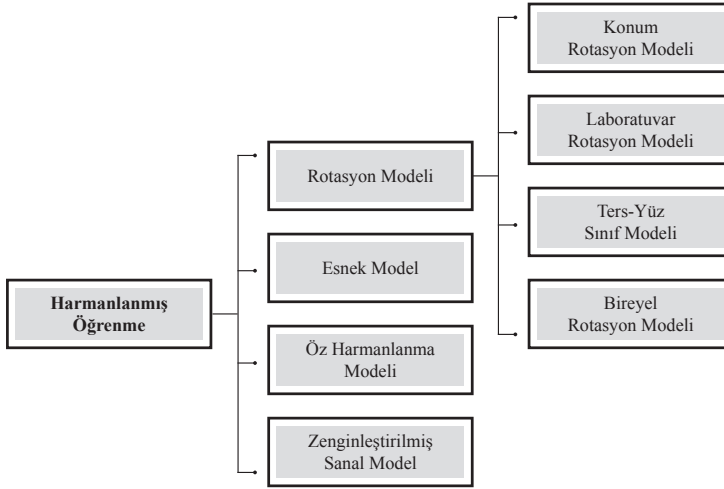 Harmanlanmış
Öğrenme
Rotasyon Modeli
Esnek Model
Öz Harmanlanma
Modeli
Zenginleştirilmiş
Sanal Model
Konum
Rotasyon Modeli
Laboratuvar
Rotasyon Modeli
Ters-Yüz
Sınıf Modeli
Bireyel
Rotasyon Modeli